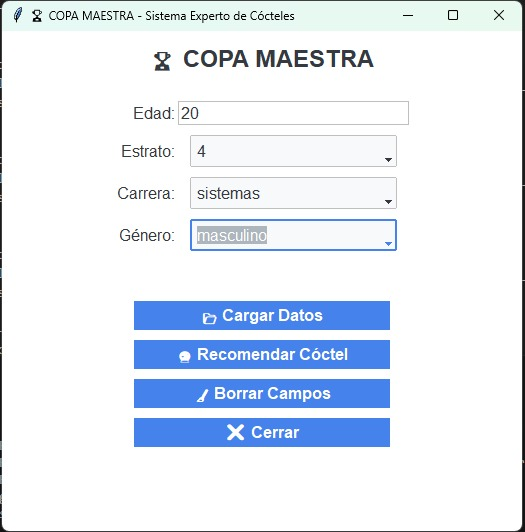 COPA MAESTRA - Sistema Experto de Cócteles
COPA MAESTRA
Edad: 20
Estrato: 4
Carrera: sistemas
Género: masculino
Cargar Datos
Recomendar Cóctel
Borrar Campos
Cerrar